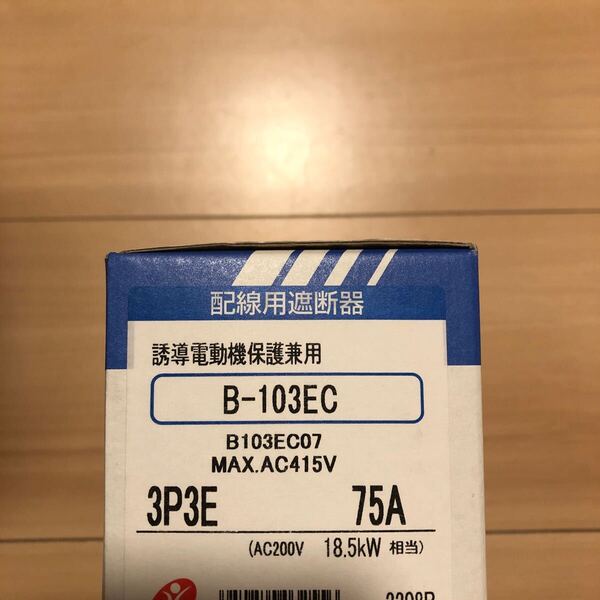 配線用遮断器
誘導電動機保護兼用
B-103EC
B103EC07
MAX.AC415V
3P3E 75A
(AC200V 18.5kW 相当)